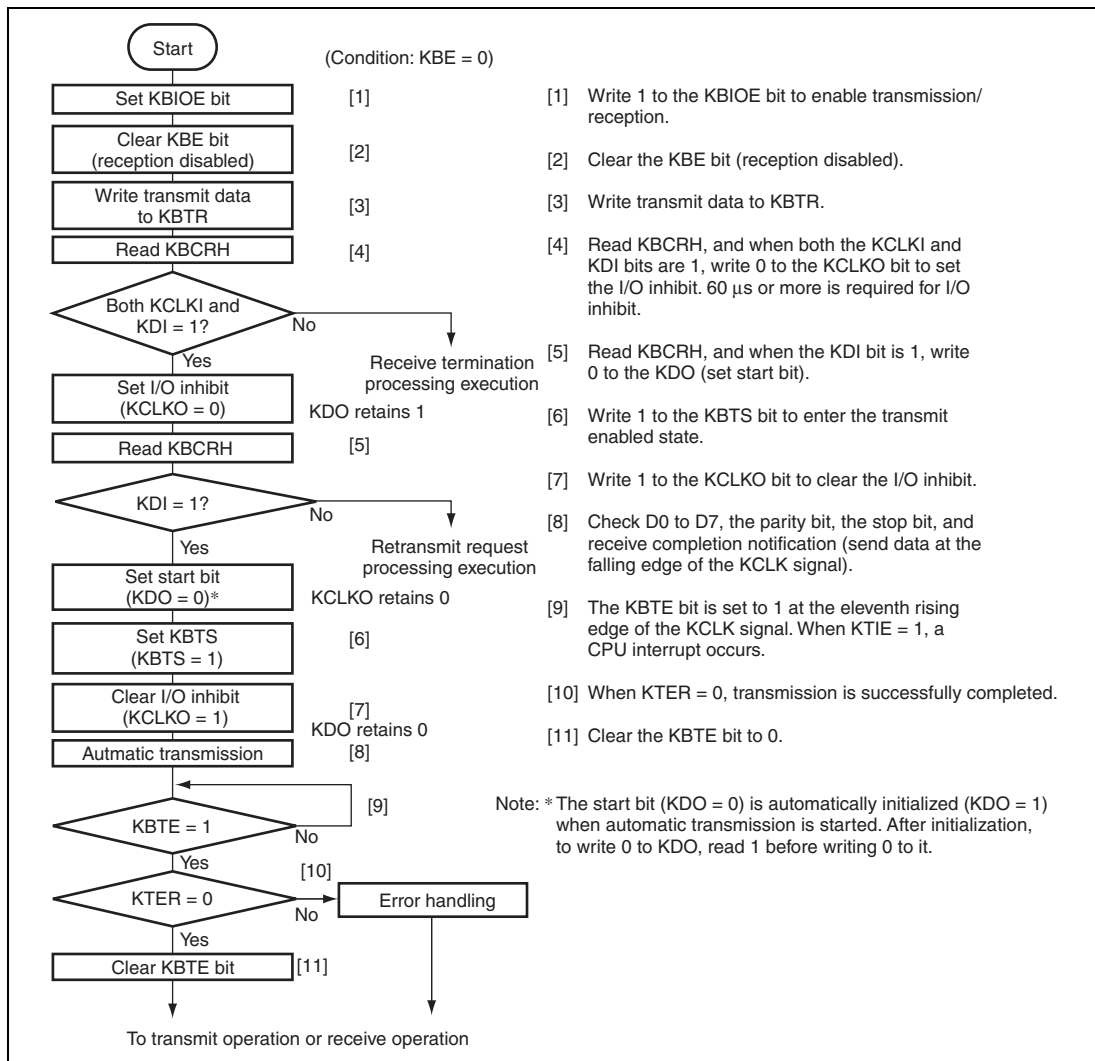 Start
(Condition: KBE = 0)
Set KBIOE bit
[1]
Clear KBE bit
(reception disabled)
[2]
Write transmit data
to KBTR
[3]
Read KBCRH
[4]
Both KCLKI and
KDI = 1?
No
Yes
Receive termination
processing execution
Set I/O inhibit
(KCLKO = 0)
KDO retains 1
Read KBCRH
[5]
KDI = 1?
No
Yes
Retransmit request
processing execution
Set start bit
(KDO = 0)*
KCLKO retains 0
Set KBTS
(KBTS = 1)
[6]
Clear I/O inhibit
(KCLKO = 1)
[7]
KDO retains 0
Autmatic transmission
[8]
KBTE = 1
[9]
No
Yes
[10]
KTER = 0
No
Error handling
Yes
Clear KBTE bit
[11]
To transmit operation or receive operation
[1] Write 1 to the KBIOE bit to enable transmission/
reception.
[2] Clear the KBE bit (reception disabled).
[3] Write transmit data to KBTR.
[4] Read KBCRH, and when both the KCLKI and
KDI bits are 1, write 0 to the KCLKO bit to set
the I/O inhibit. 60 μs or more is required for I/O
inhibit.
[5] Read KBCRH, and when the KDI bit is 1, write
0 to the KDO (set start bit).
[6] Write 1 to the KBTS bit to enter the transmit
enabled state.
[7] Write 1 to the KCLKO bit to clear the I/O inhibit.
[8] Check D0 to D7, the parity bit, the stop bit, and
receive completion notification (send data at the
falling edge of the KCLK signal).
[9] The KBTE bit is set to 1 at the eleventh rising
edge of the KCLK signal. When KTIE = 1, a
CPU interrupt occurs.
[10] When KTER = 0, transmission is successfully completed.
[11] Clear the KBTE bit to 0.
Note: * The start bit (KDO = 0) is automatically initialized (KDO = 1)
when automatic transmission is started. After initialization,
to write 0 to KDO, read 1 before writing 0 to it.